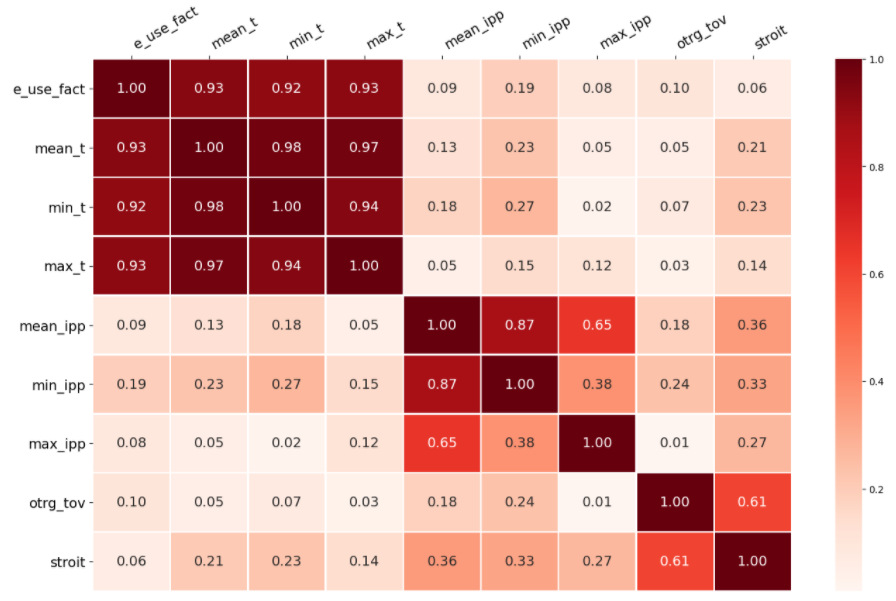 e_use_fact mean_t min_t max_t mean_ipp min_ipp max_ipp otrg_tov stroit
e_use_fact 1.00 0.93 0.92 0.93 0.09 0.19 0.08 0.10 0.06
mean_t 0.93 1.00 0.98 0.97 0.13 0.23 0.05 0.05 0.21
min_t 0.92 0.98 1.00 0.94 0.18 0.27 0.02 0.07 0.23
max_t 0.93 0.97 0.94 1.00 0.05 0.15 0.12 0.03 0.14
mean_ipp 0.09 0.13 0.18 0.05 1.00 0.87 0.65 0.18 0.36
min_ipp 0.19 0.23 0.27 0.15 0.87 1.00 0.38 0.24 0.33
max_ipp 0.08 0.05 0.02 0.12 0.65 0.38 1.00 0.01 0.27
otrg_tov 0.10 0.05 0.07 0.03 0.18 0.24 0.01 1.00 0.61
stroit 0.06 0.21 0.23 0.14 0.36 0.33 0.27 0.61 1.00
1.0
0.8
0.6
0.4
0.2